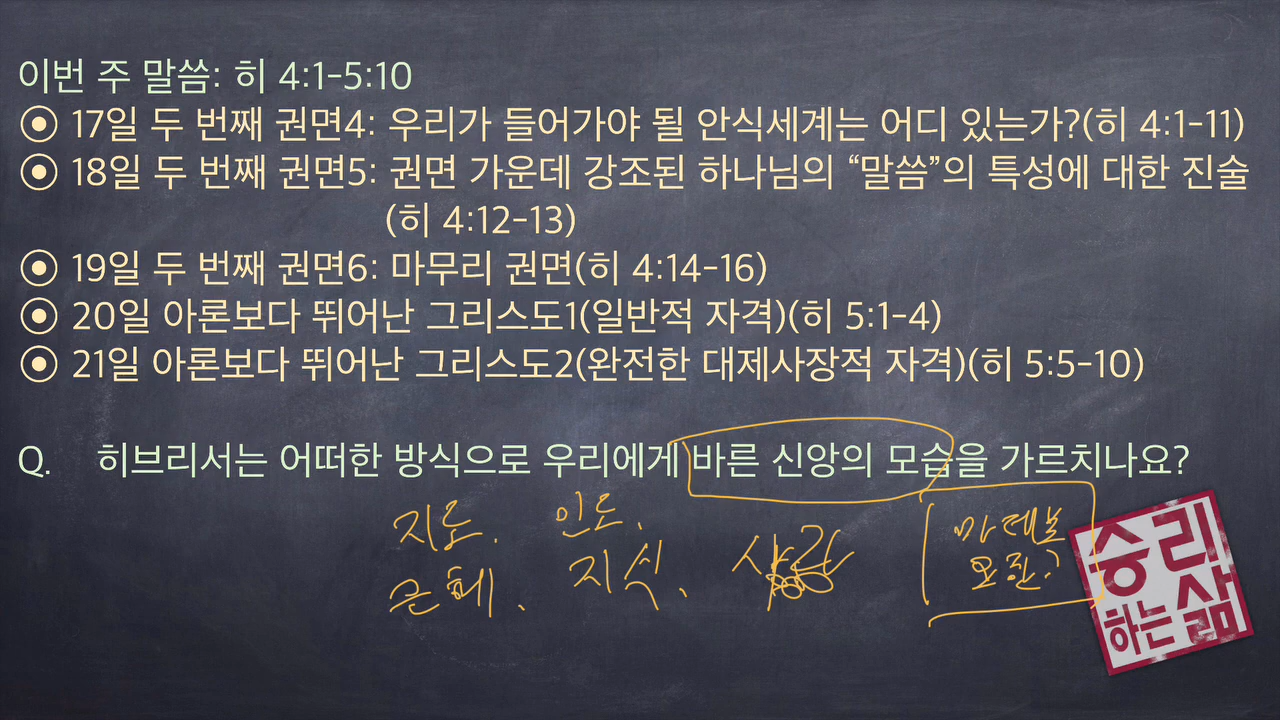 이번 주 말씀: 히 4:1-5:10
⦿ 17일 두 번째 권면4: 우리가 들어가야 될 안식세계는 어디 있는가?(히 4:1-11)
⦿ 18일 두 번째 권면5: 권면 가운데 강조된 하나님의 “말씀”의 특성에 대한 진술
(히 4:12-13)
⦿ 19일 두 번째 권면6: 마무리 권면(히 4:14-16)
⦿ 20일 아론보다 뛰어난 그리스도1(일반적 자격)(히 5:1-4)
⦿ 21일 아론보다 뛰어난 그리스도2(완전한 대제사장적 자격)(히 5:5-10)
Q. 히브리서는 어떠한 방식으로 우리에게 바른 신앙의 모습을 가르치나요?
지도. 인도.
은혜. 지식.
승리
하는 삶